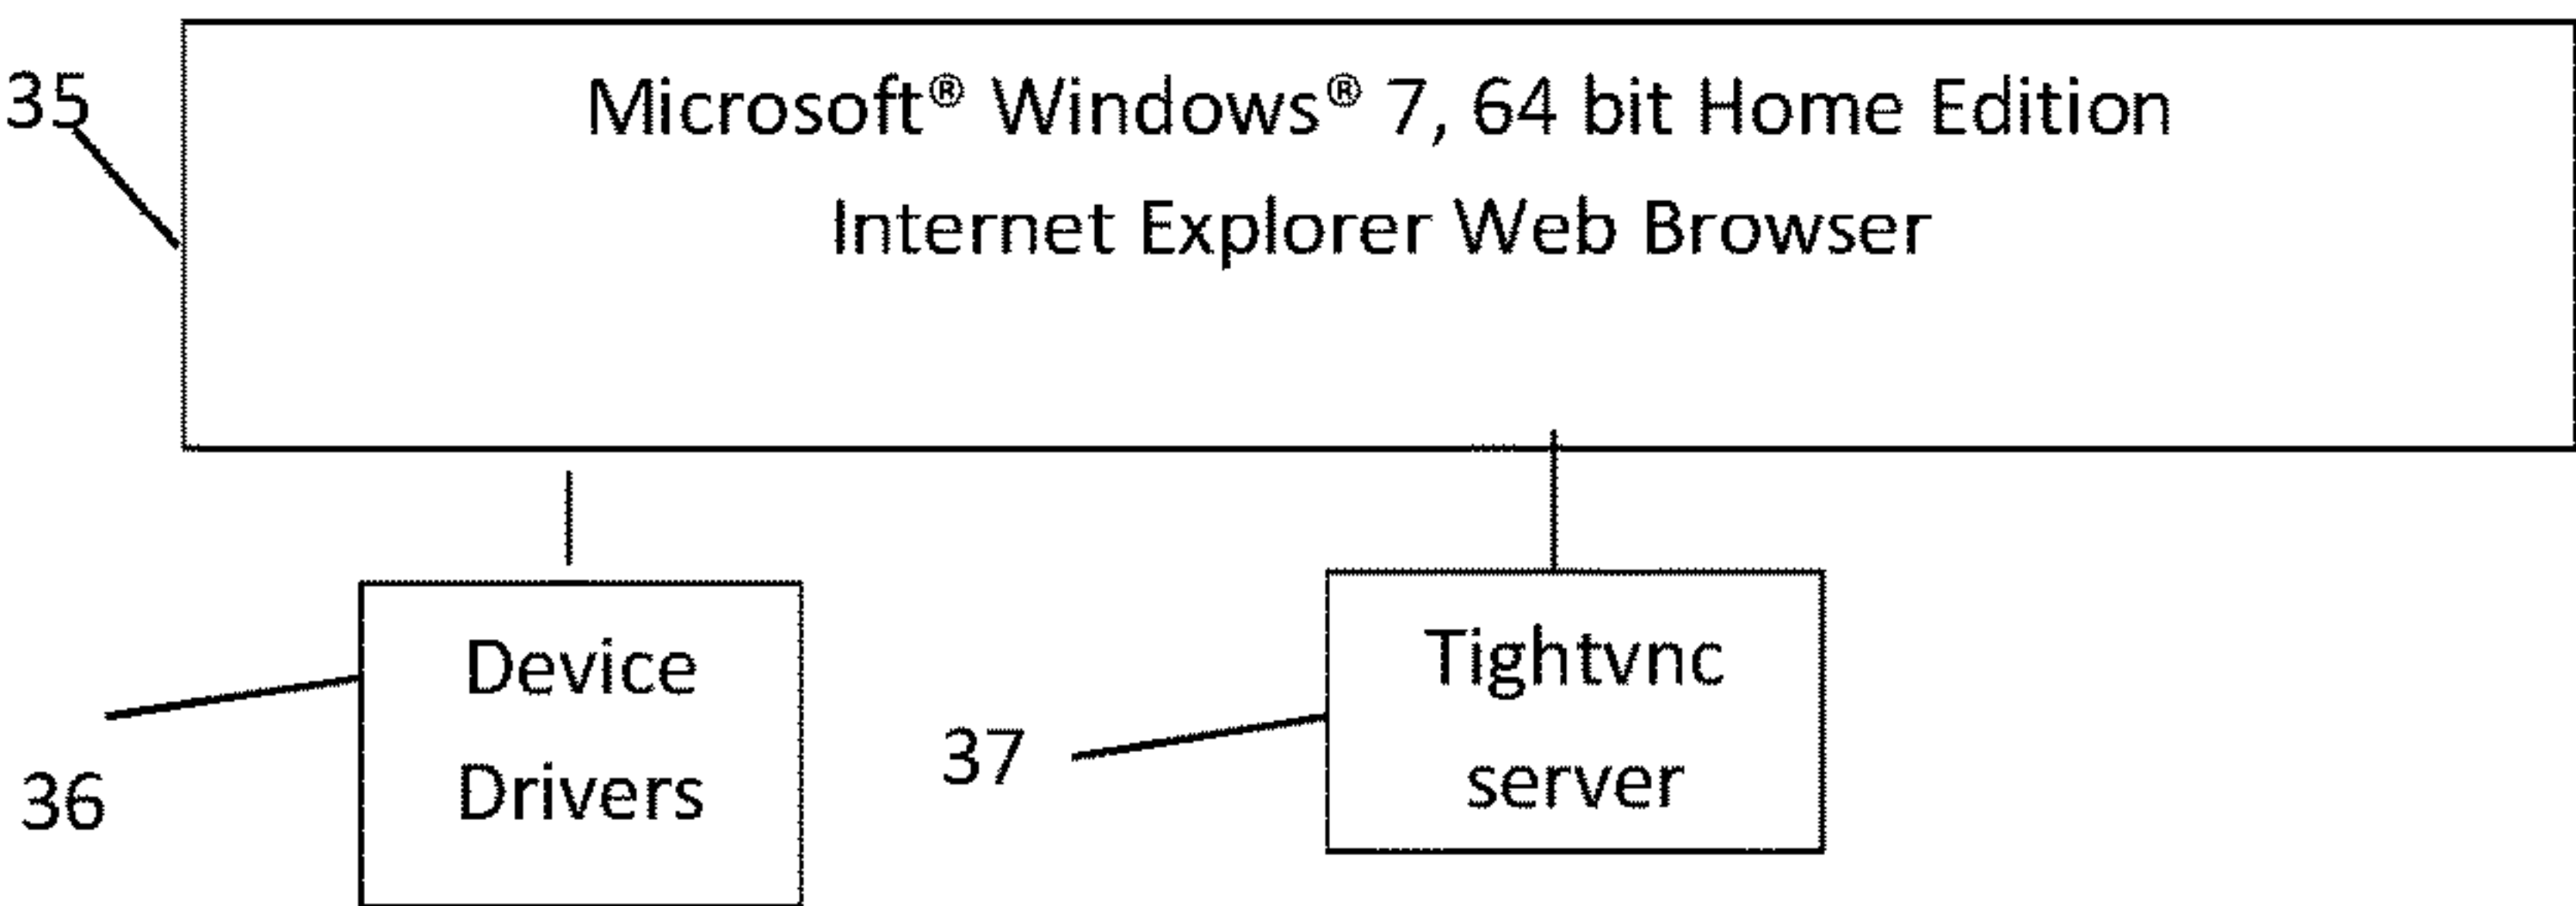 35
Microsoft® Windows® 7, 64 bit Home Edition
Internet Explorer Web Browser
36
Device
Drivers
37
Tightvnc
server